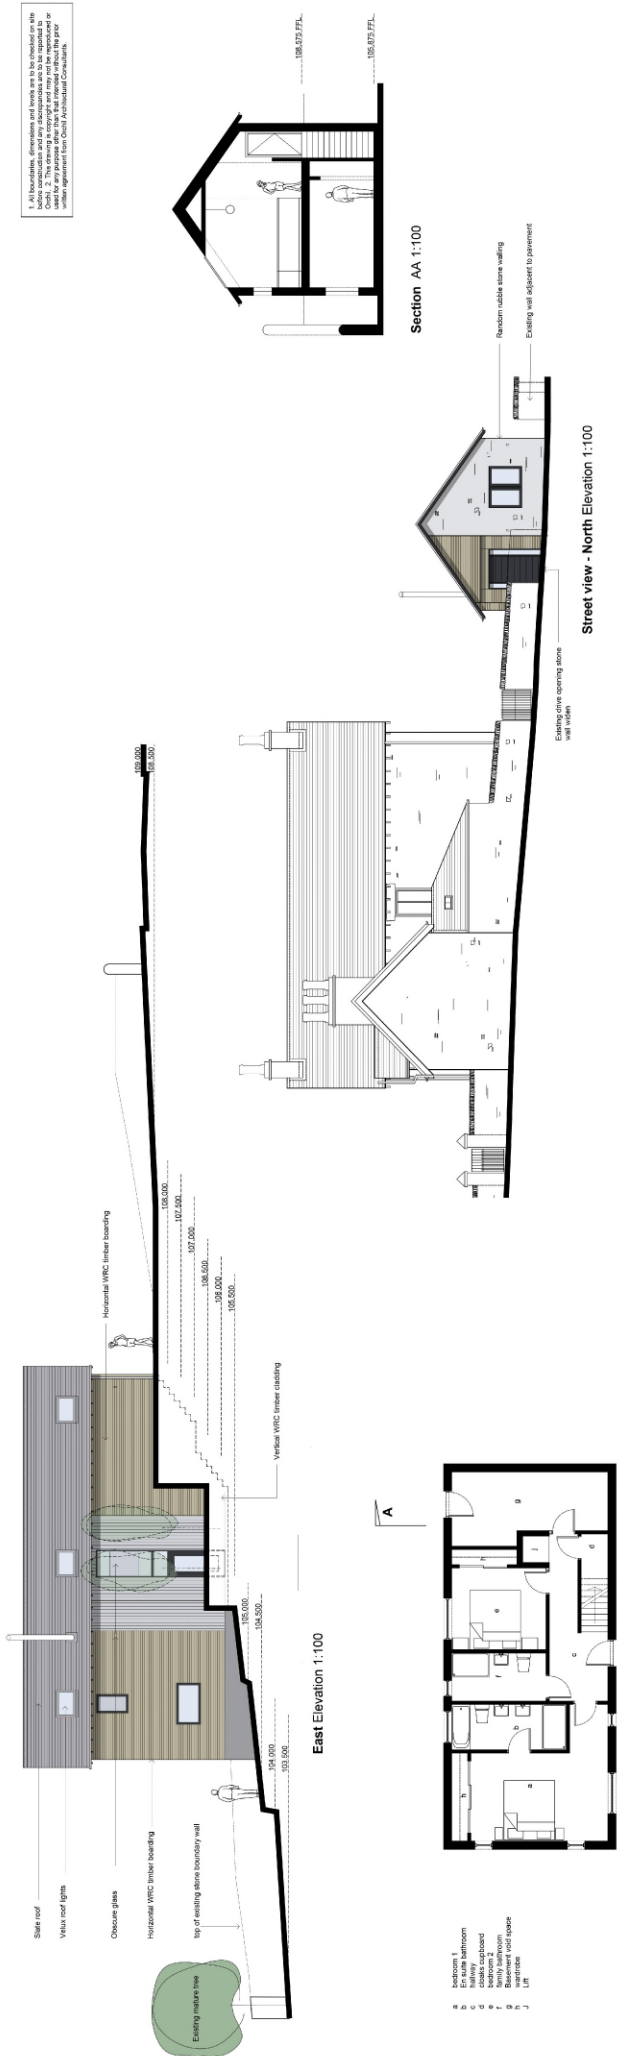 1. All boundaries, dimensions and levels are to be checked on site
before construction and any discrepancies are to be reported to
Orchil. 2. This drawing is copyright and may not be reproduced or
used for any purpose other than that intended without the prior
written agreement from Orchil Architectural Consultants.
Slate roof
Velux roof lights
Obscure glass
Horizontal WRC timber boarding
top of existing stone boundary wall
Existing mature tree
Horizontal WRC timber boarding
Vertical WRC timber cladding
109.000
108.500
108.000
107.500
107.000
106.500
106.000
105.500
105.000
104.500
104.000
103.500
East Elevation 1:100
108.575 FFL
105.875 FFL
Section AA 1:100
Random rubble stone walling
Existing wall adjacent to pavement
Existing drive opening stone
wall widen
Street view - North Elevation 1:100
A
a bedroom 1
b En suite bathroom
c hallway
d cloaks cupboard
e bedroom 2
f family bathroom
g Basement void space
h wardrobe
J Lift
h
a
b
f
e
h
c
J
d
g